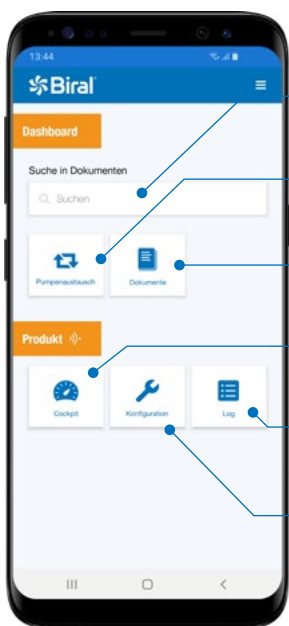 13:44
Biral
Dashboard
Suche in Dokumenten
Suchen
Pumpenaustausch
Dokumente
Produkt
Cockpit
Konfiguration
Log